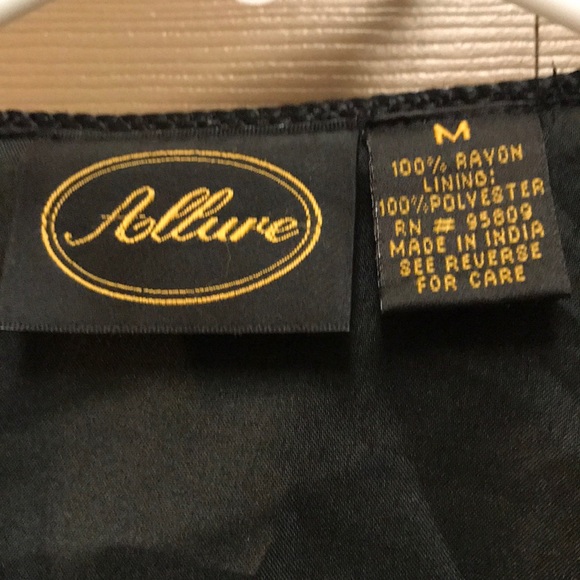 Allure
M
100% RAYON
LINING:
100% POLYESTER
RN # 95809
MADE IN INDIA
SEE REVERSE
FOR CARE